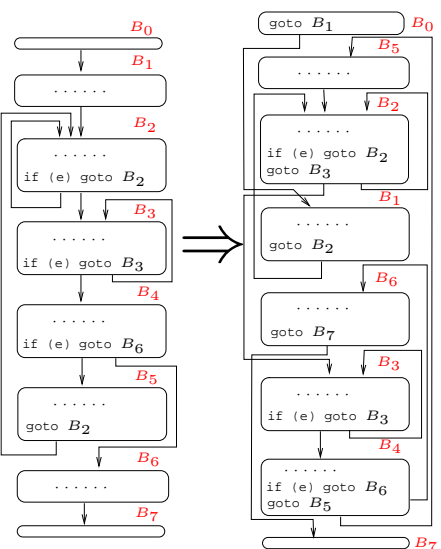 B0
B1
......
B2
......
if (e) goto B2
B3
......
if (e) goto B3
B4
......
if (e) goto B6
B5
......
goto B2
B6
......
B7
goto B1
B0
B5
......
B2
......
if (e) goto B2
goto B3
B1
......
goto B2
B6
......
goto B7
B3
......
if (e) goto B3
B4
......
if (e) goto B6
goto B5
B7